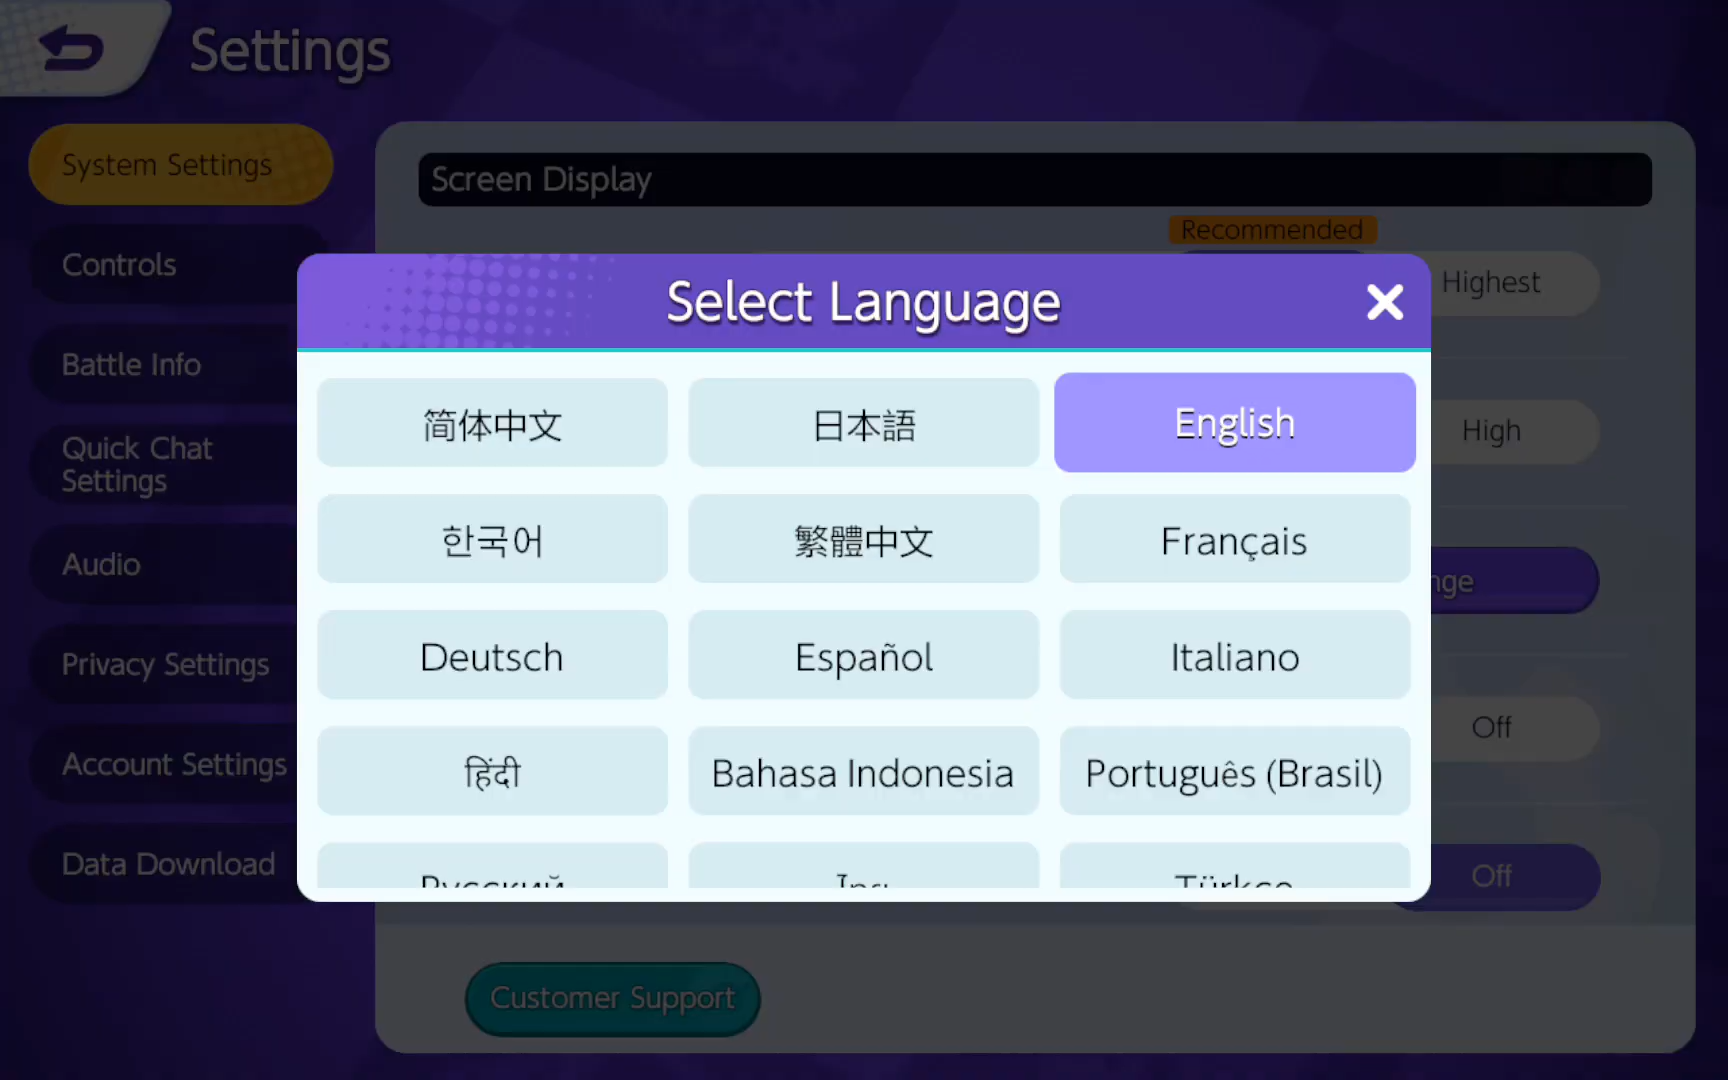 Settings
System Settings
Controls
Battle Info
Quick Chat
Settings
Audio
Privacy Settings
Account Settings
Data Download
Screen Display
Recommended
Highest
High
Off
Off
Select Language
简体中文
日本語
English
한국어
繁體中文
Français
Deutsch
Español
Italiano
हिंदी
Bahasa Indonesia
Português (Brasil)
Русский
Türkçe
Customer Support